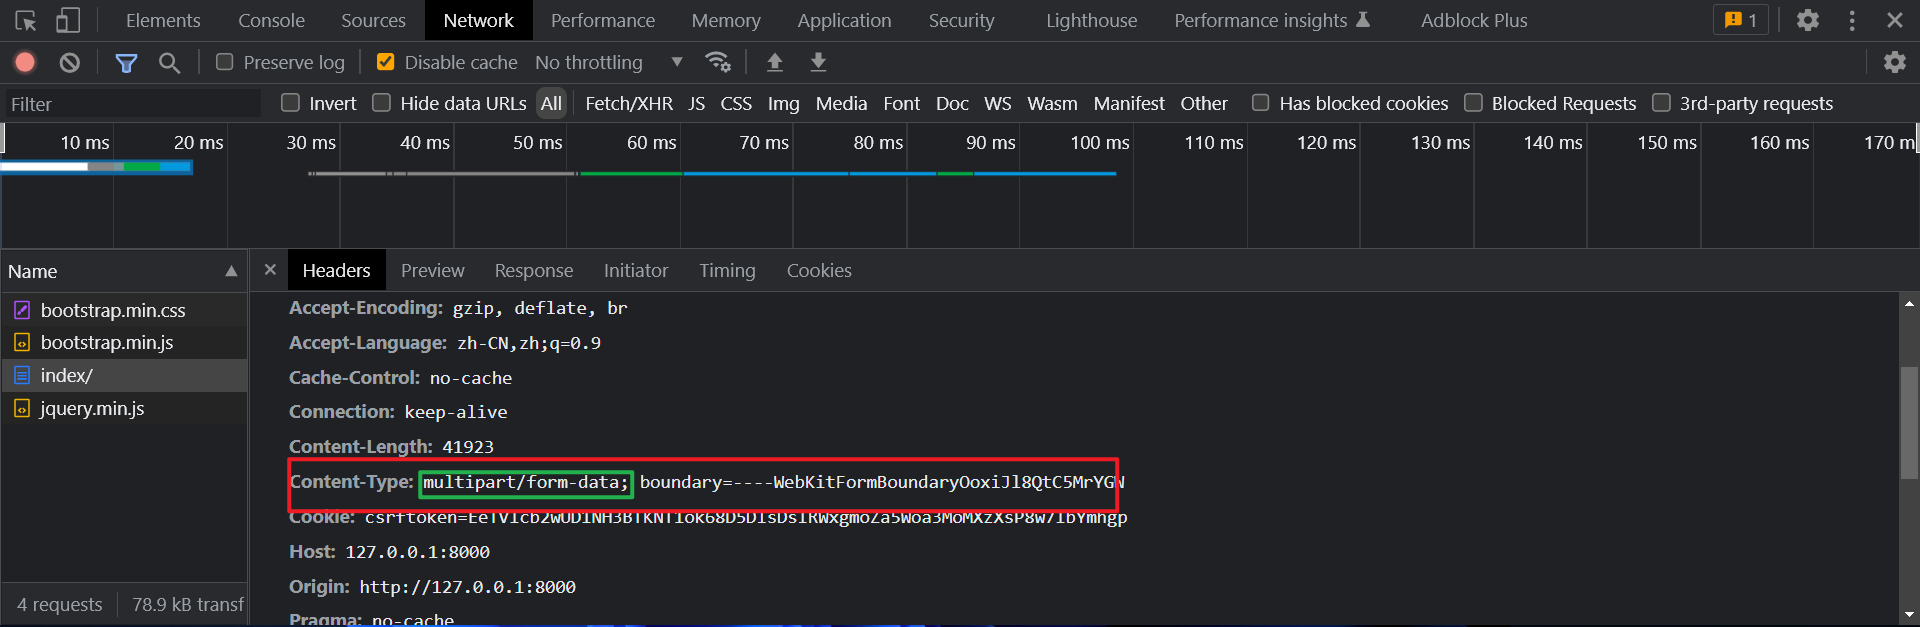 Elements Console Sources Network Performance Memory Application Security Lighthouse Performance insights Adblock Plus 1
Preserve log Disable cache No throttling
Filter Invert Hide data URLs All Fetch/XHR JS CSS Img Media Font Doc WS Wasm Manifest Other Has blocked cookies Blocked Requests 3rd-party requests
10 ms 20 ms 30 ms 40 ms 50 ms 60 ms 70 ms 80 ms 90 ms 100 ms 110 ms 120 ms 130 ms 140 ms 150 ms 160 ms 170 m
Name
bootstrap.min.css
bootstrap.min.js
index/
jquery.min.js
4 requests 78.9 kB transf
Headers Preview Response Initiator Timing Cookies
Accept-Encoding: gzip, deflate, br
Accept-Language: zh-CN,zh;q=0.9
Cache-Control: no-cache
Connection: keep-alive
Content-Length: 41923
Content-Type: multipart/form-data; boundary=----WebKitFormBoundaryOoxiJl8QtC5MrYGW
Cookie:
Host: 127.0.0.1:8000
Origin: http://127.0.0.1:8000
Pragma: no-cache